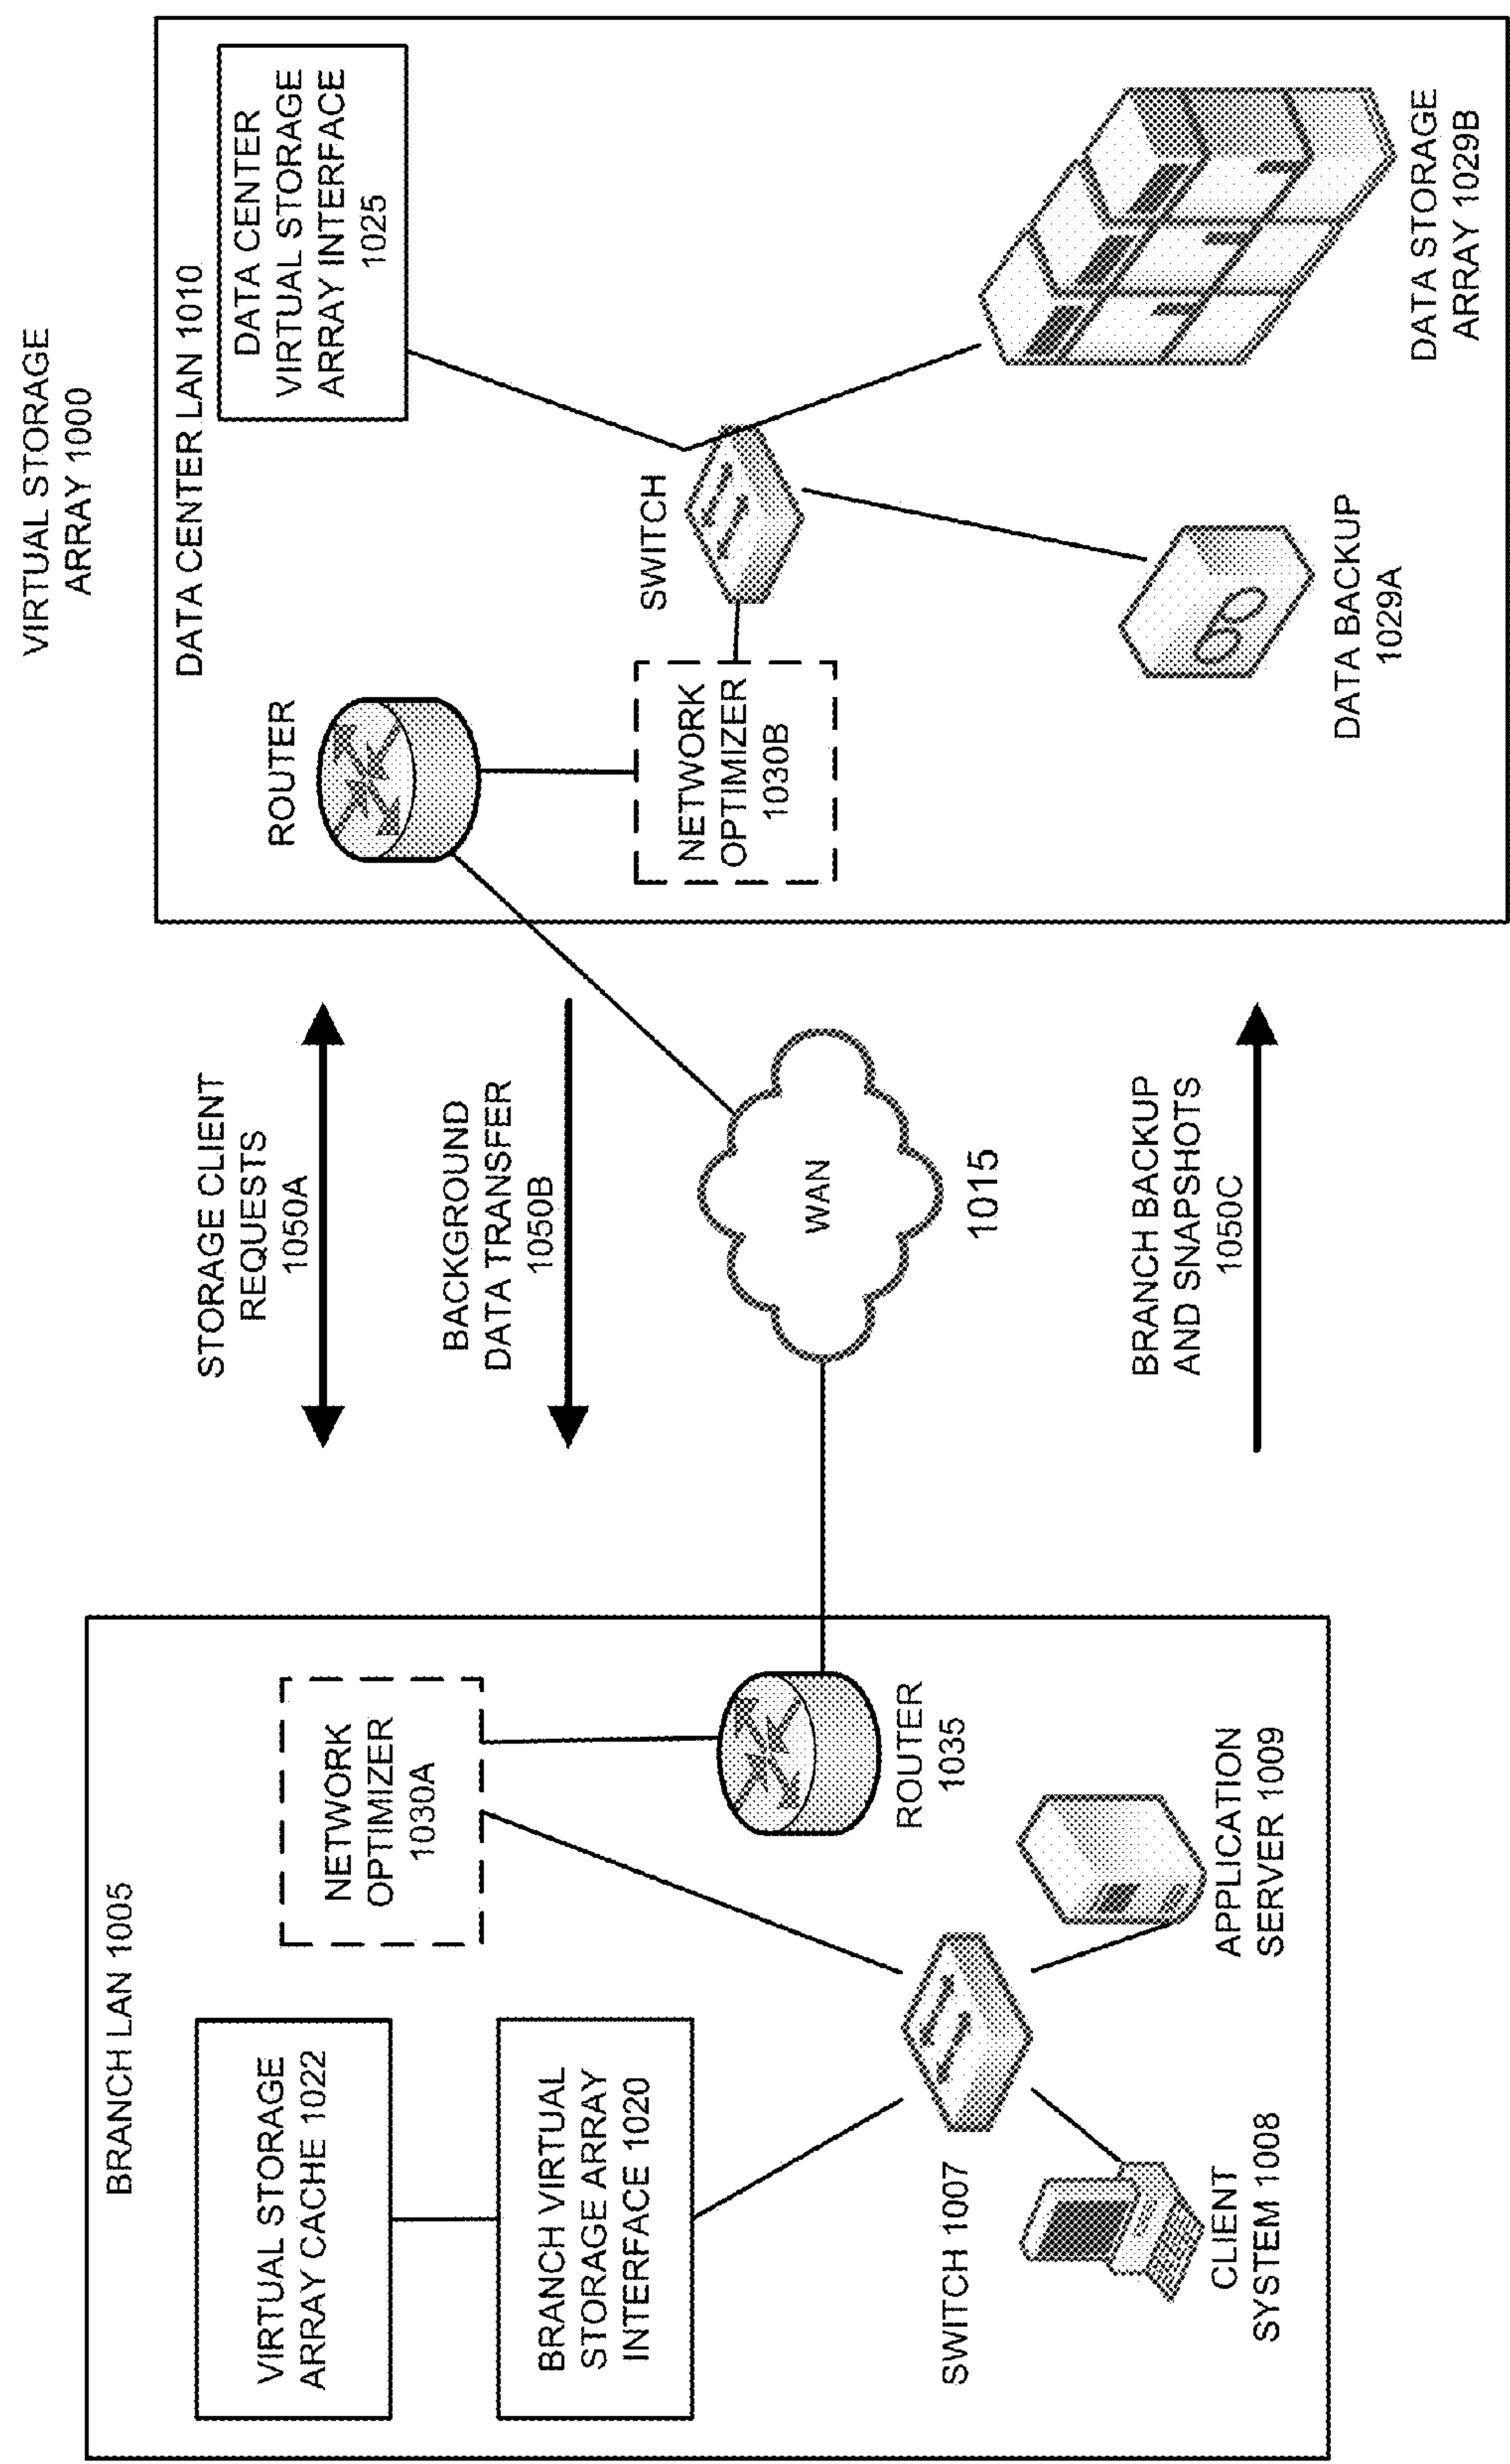 VIRTUAL STORAGE
ARRAY 1000
BRANCH LAN 1005
VIRTUAL STORAGE
ARRAY CACHE 1022
BRANCH VIRTUAL
STORAGE ARRAY
INTERFACE 1020
NETWORK
OPTIMIZER
1030A
ROUTER
1035
SWITCH 1007
CLIENT
SYSTEM 1008
APPLICATION
SERVER 1009
STORAGE CLIENT
REQUESTS
1050A
BACKGROUND
DATA TRANSFER
1050B
WAN
1015
BRANCH BACKUP
AND SNAPSHOTS
1050C
DATA CENTER LAN 1010
ROUTER
DATA CENTER
VIRTUAL STORAGE
ARRAY INTERFACE
1025
NETWORK
OPTIMIZER
1030B
SWITCH
DATA BACKUP
1029A
DATA STORAGE
ARRAY 1029B